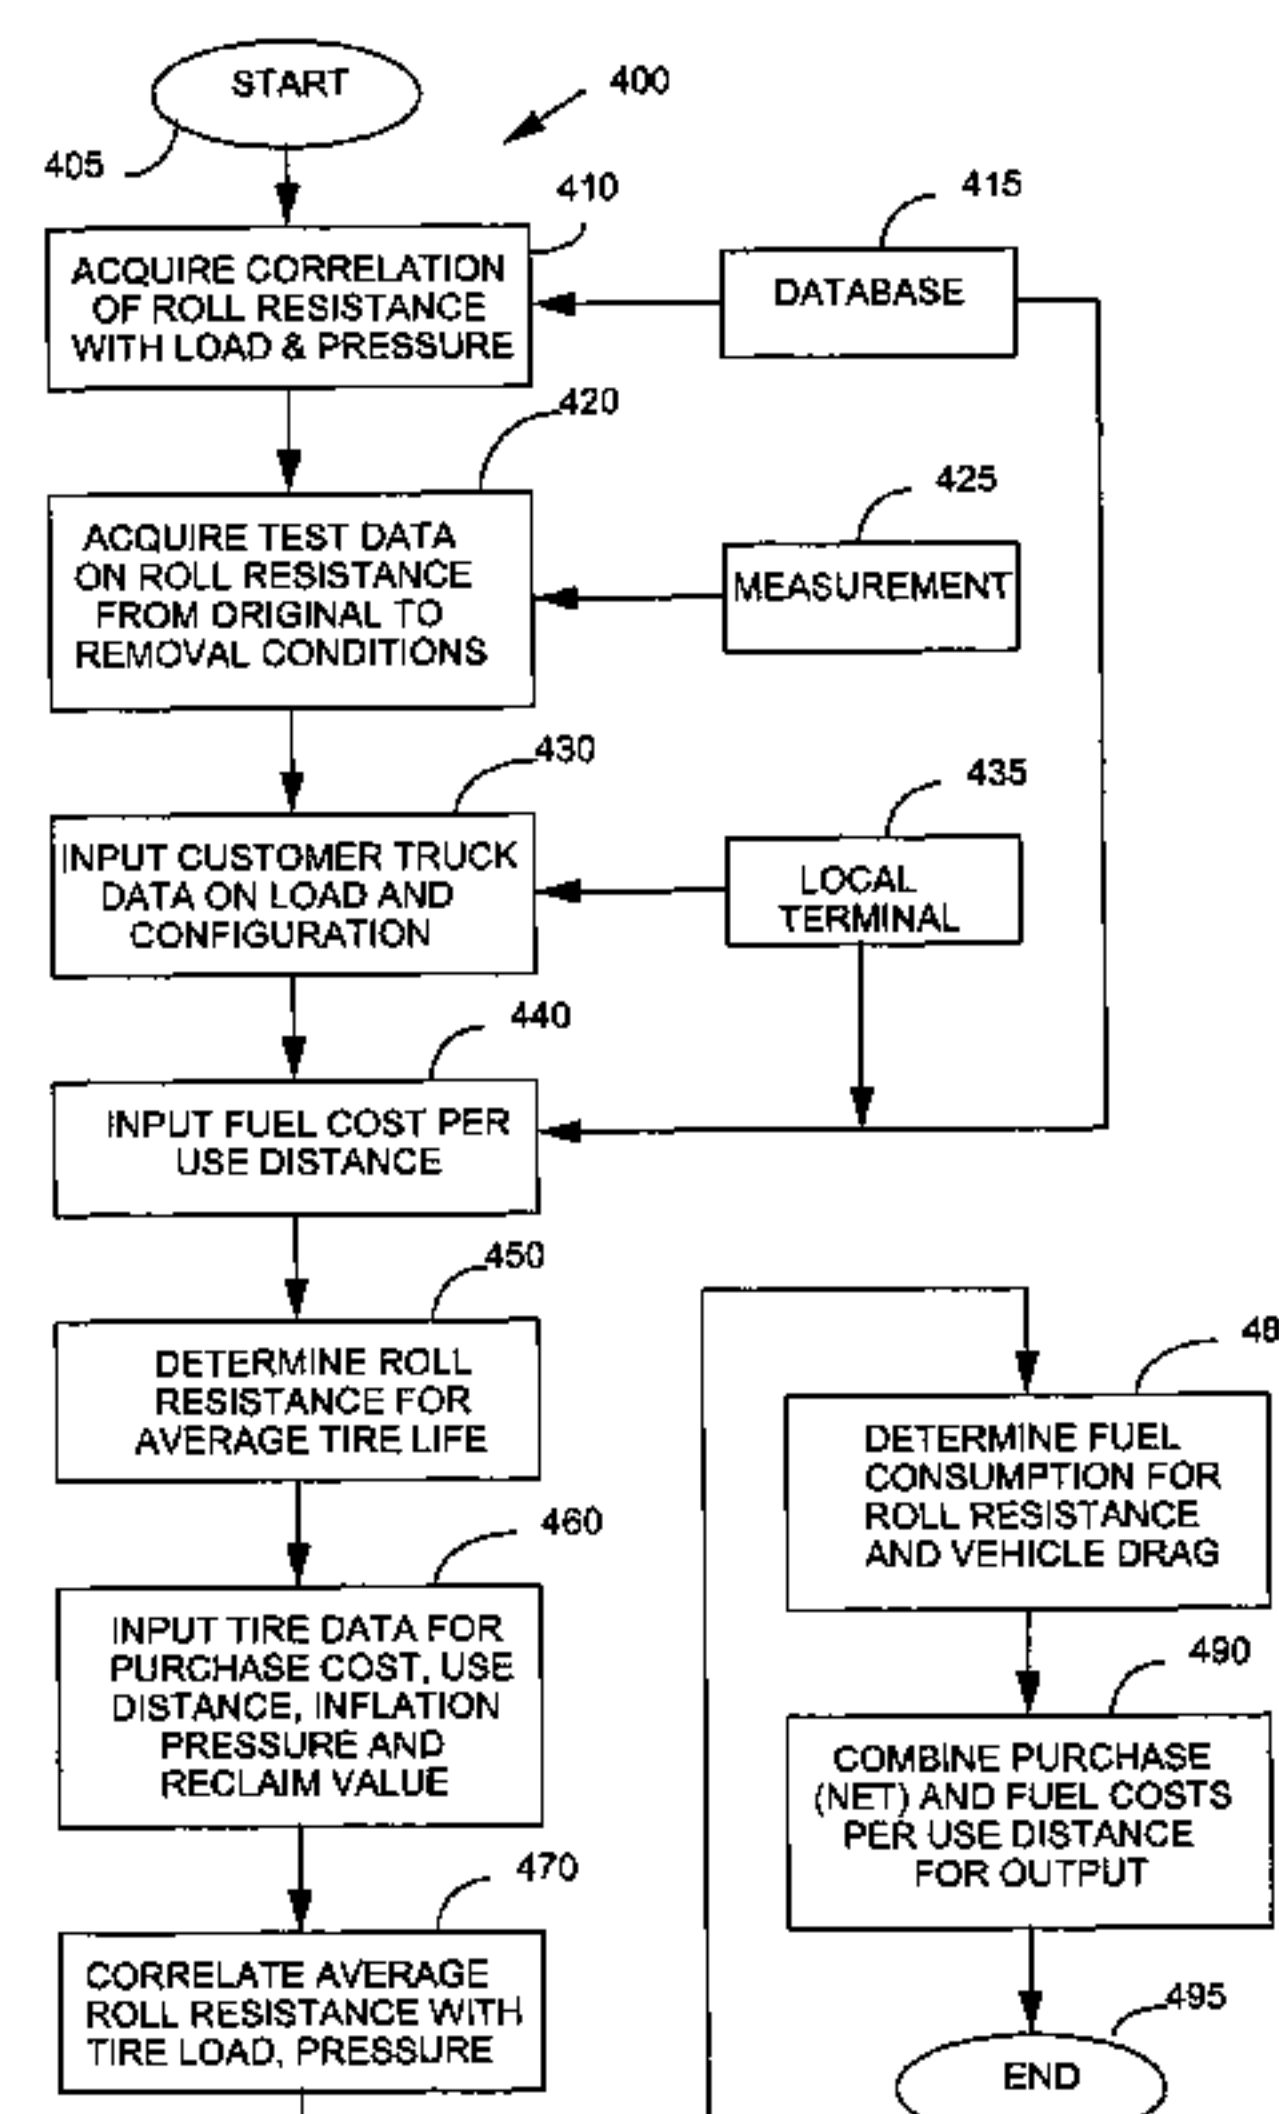 START
400
405
410
ACQUIRE CORRELATION
OF ROLL RESISTANCE
WITH LOAD & PRESSURE
415
DATABASE
420
ACQUIRE TEST DATA
ON ROLL RESISTANCE
FROM ORIGINAL TO
REMOVAL CONDITIONS
425
MEASUREMENT
430
INPUT CUSTOMER TRUCK
DATA ON LOAD AND
CONFIGURATION
435
LOCAL
TERMINAL
440
INPUT FUEL COST PER
USE DISTANCE
450
DETERMINE ROLL
RESISTANCE FOR
AVERAGE TIRE LIFE
460
INPUT TIRE DATA FOR
PURCHASE COST, USE
DISTANCE, INFLATION
PRESSURE AND
RECLAIM VALUE
470
CORRELATE AVERAGE
ROLL RESISTANCE WITH
TIRE LOAD, PRESSURE
48
DETERMINE FUEL
CONSUMPTION FOR
ROLL RESISTANCE
AND VEHICLE DRAG
490
COMBINE PURCHASE
(NET) AND FUEL COSTS
PER USE DISTANCE
FOR OUTPUT
495
END